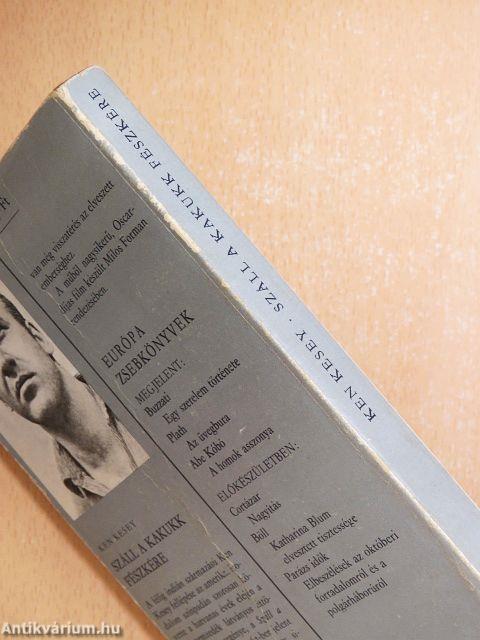 KEN KESEY · SZÁLL A KAKUKK FÉSZKÉRE
Ft
van még visszatérés az elveszett
emberséghez.
A műből nagysikerű, Oscar-
díjas film készült Milos Forman
rendezésében.
EURÓPA
ZSEBKÖNYVEK
MEGJELENT:
Buzzati
Egy szerelem története
Plath
Az üvegbura
Abe Kóbó
A homok asszonya
ELŐKÉSZÜLETBEN:
Cortázar
Nagyítás
Böll
Katharina Blum
elvesztett tisztessége
Parázs idők
Elbeszélések az októberi
forradalomról és a
polgárháborúról
KEN KESEY
SZÁLL A KAKUKK
FÉSZKÉRE
Antikvárium.hu